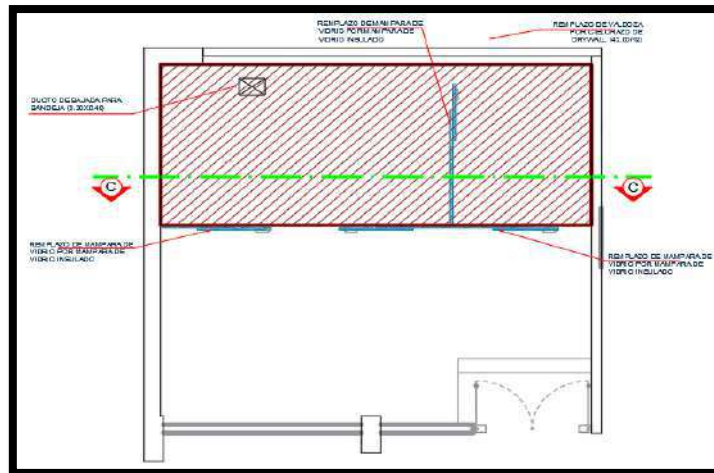 REMPLAZO DE MAMPARA DE
VIDRIO POR MAMPARA DE
VIDRIO INSULADO
REMPLAZO DE VALDOZA
POR CIELORAZO DE
DRYWALL
DUCTO DE BAJADA PARA
BANDEJA
C
C
REMPLAZO DE MAMPARA DE
VIDRIO POR MAMPARA DE
VIDRIO INSULADO
REMPLAZO DE MAMPARA DE
VIDRIO POR MAMPARA DE
VIDRIO INSULADO